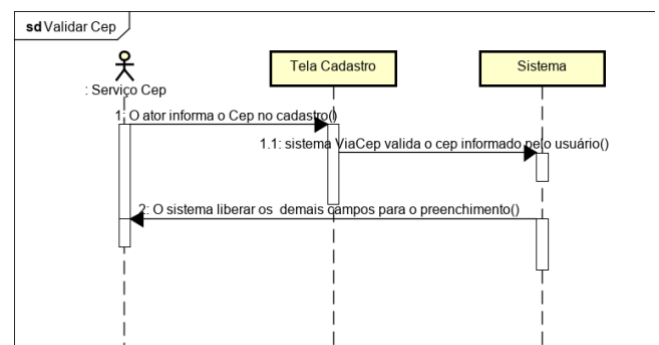 sd Validar Cep
Tela Cadastro
Sistema
: Serviço Cep
1: O ator informa o Cep no cadastro()
1.1: sistema ViaCep valida o cep informado pelo usuário()
2: O sistema liberar os demais campos para o preenchimento()